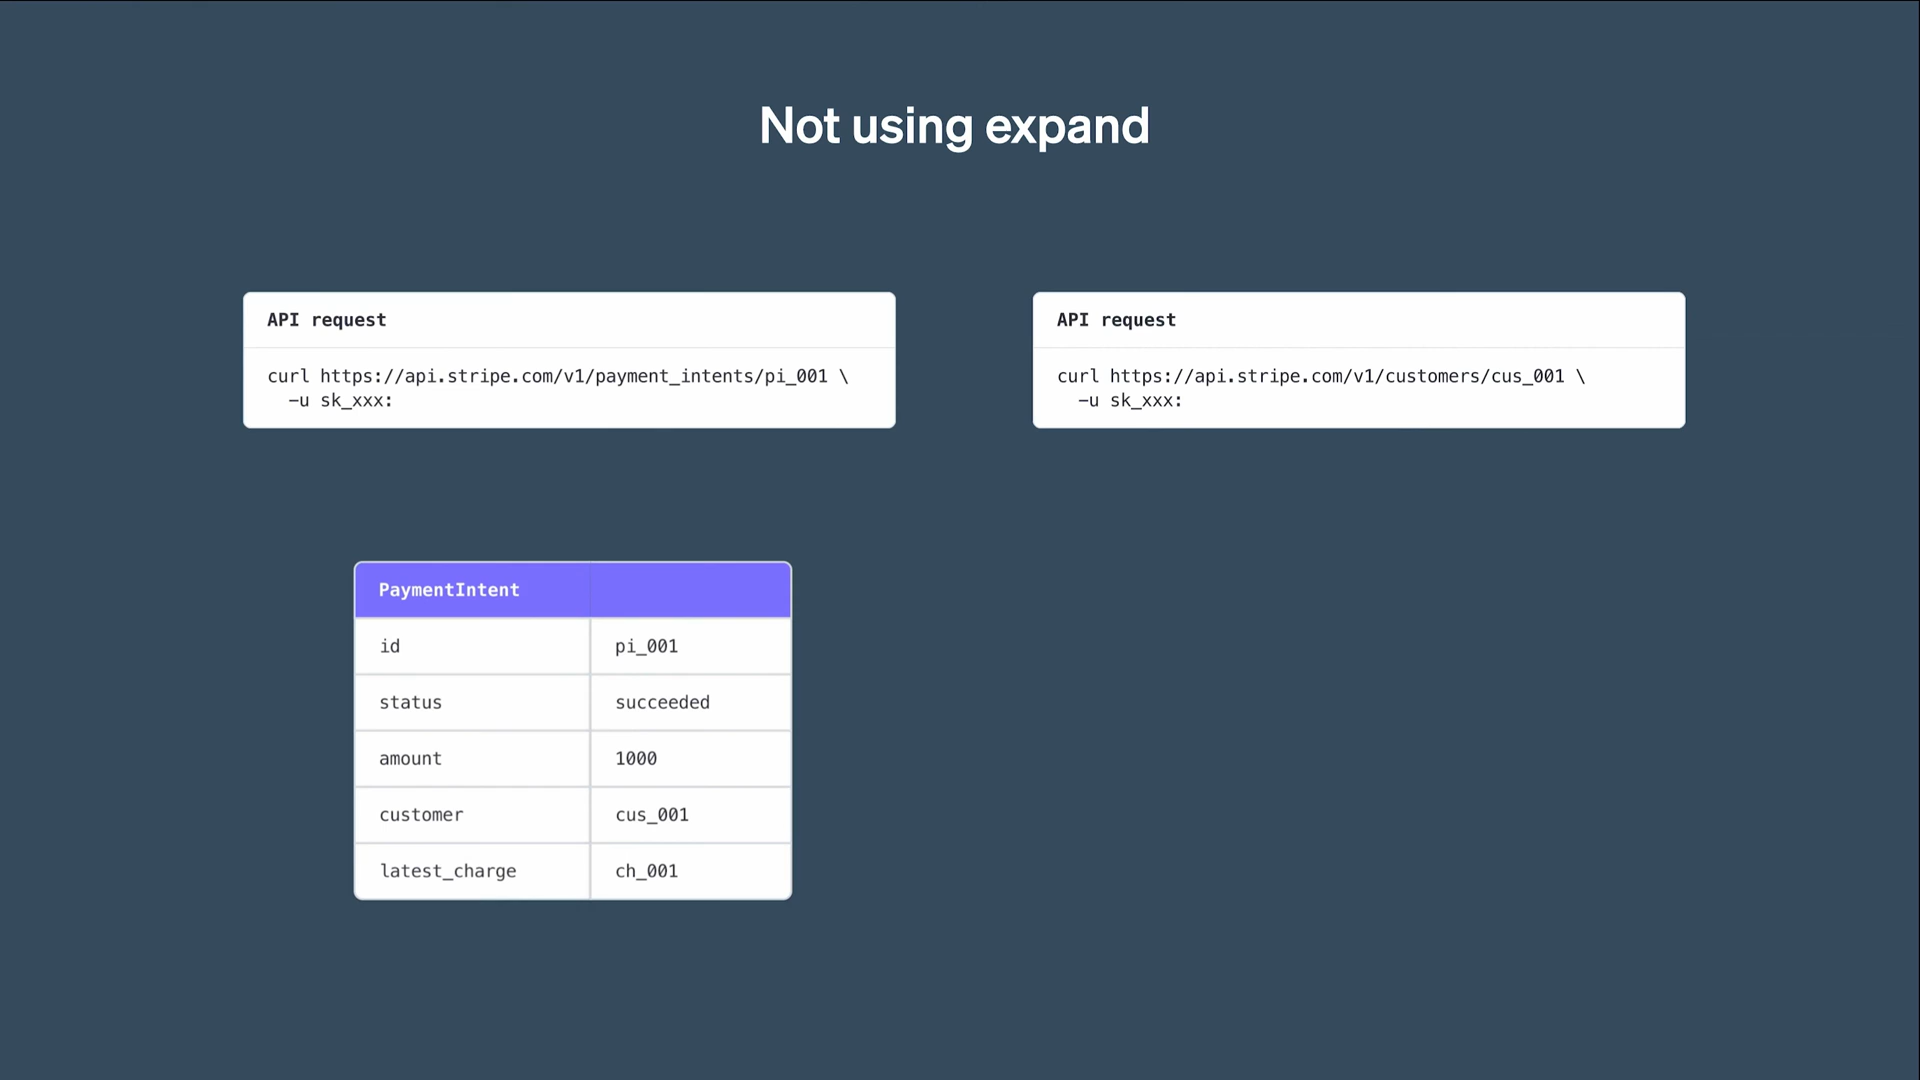 Not using expand
API request
curl https://api.stripe.com/v1/payment_intents/pi_001 \
  -u sk_xxx:
API request
curl https://api.stripe.com/v1/customers/cus_001 \
  -u sk_xxx:
PaymentIntent
id pi_001
status succeeded
amount 1000
customer cus_001
latest_charge ch_001